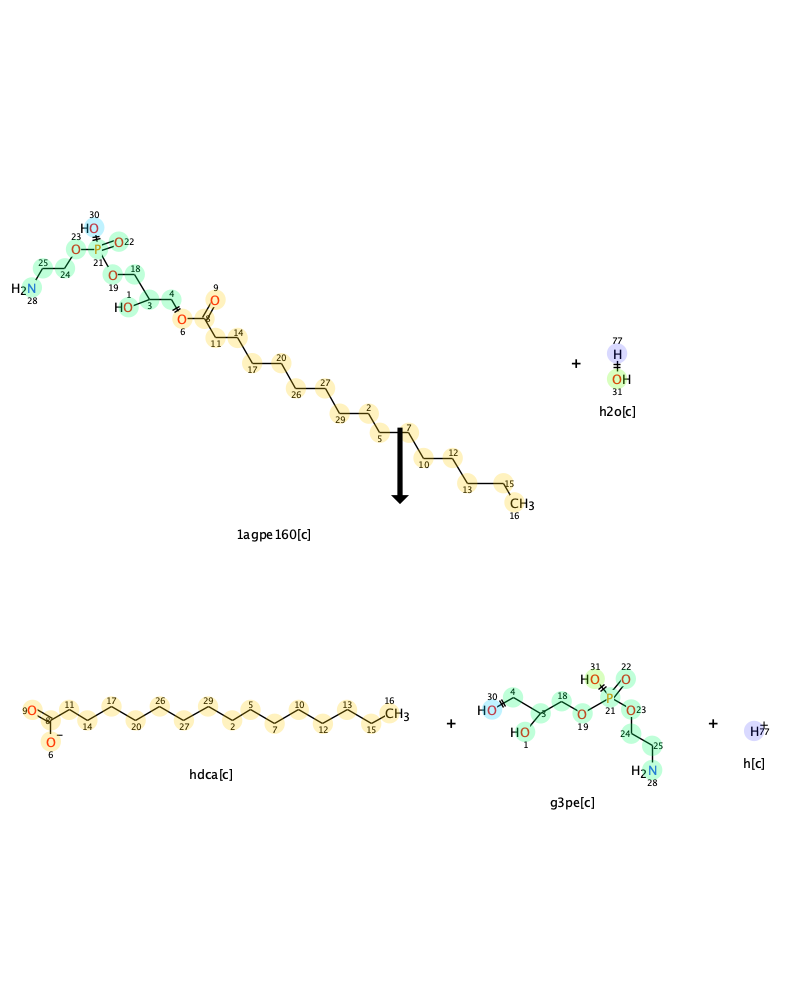 30
HO
23
O
P
O 22
21
25
24
18
O
19
H₂N
28
1
HO
3
4
9
O
O
6
8
11
14
17
20
26
27
29
2
5
7
10
12
13
15
CH3
16
1agpe160[c]
+
77
H
OH
31
h2o[c]
9 O
8
O −
6
11
14
17
20
26
27
29
2
5
7
10
12
13
15
16
CH3
hdca[c]
+
30
HO
4
3
HO
1
18
O
19
31
HO
P
21
22
O
O 23
24
25
H₂N
28
g3pe[c]
+
H +
77
h[c]